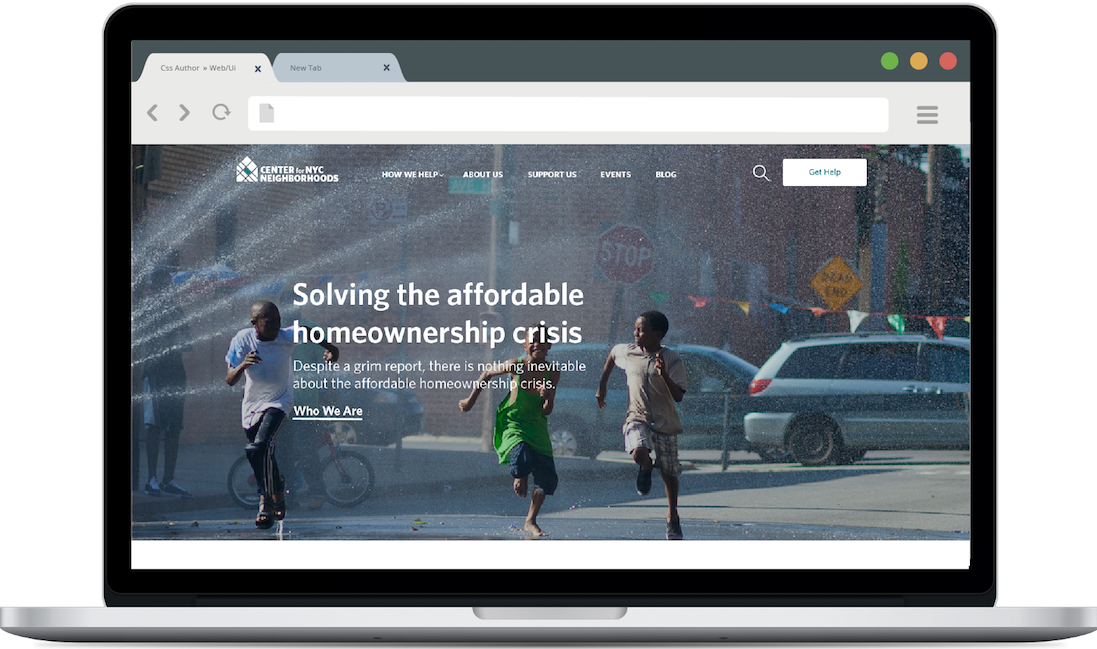 Css Author » Web/Ui
New Tab
CENTER for NYC
NEIGHBORHOODS
HOW WE HELP
ABOUT US
SUPPORT US
EVENTS
BLOG
Get Help
STOP
DEAD
END
Solving the affordable
homeownership crisis
Despite a grim report, there is nothing inevitable
about the affordable homeownership crisis.
Who We Are